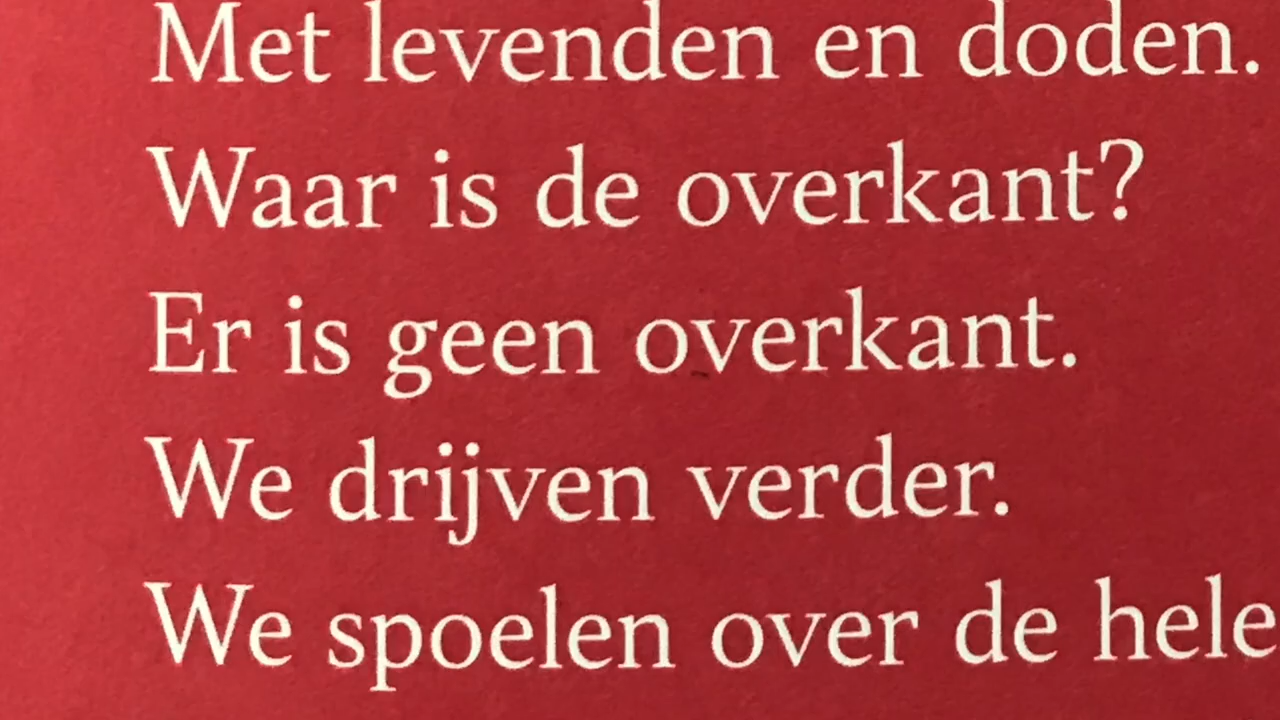 Met levenden en doden.
Waar is de overkant?
Er is geen overkant.
We drijven verder.
We spoelen over de hele